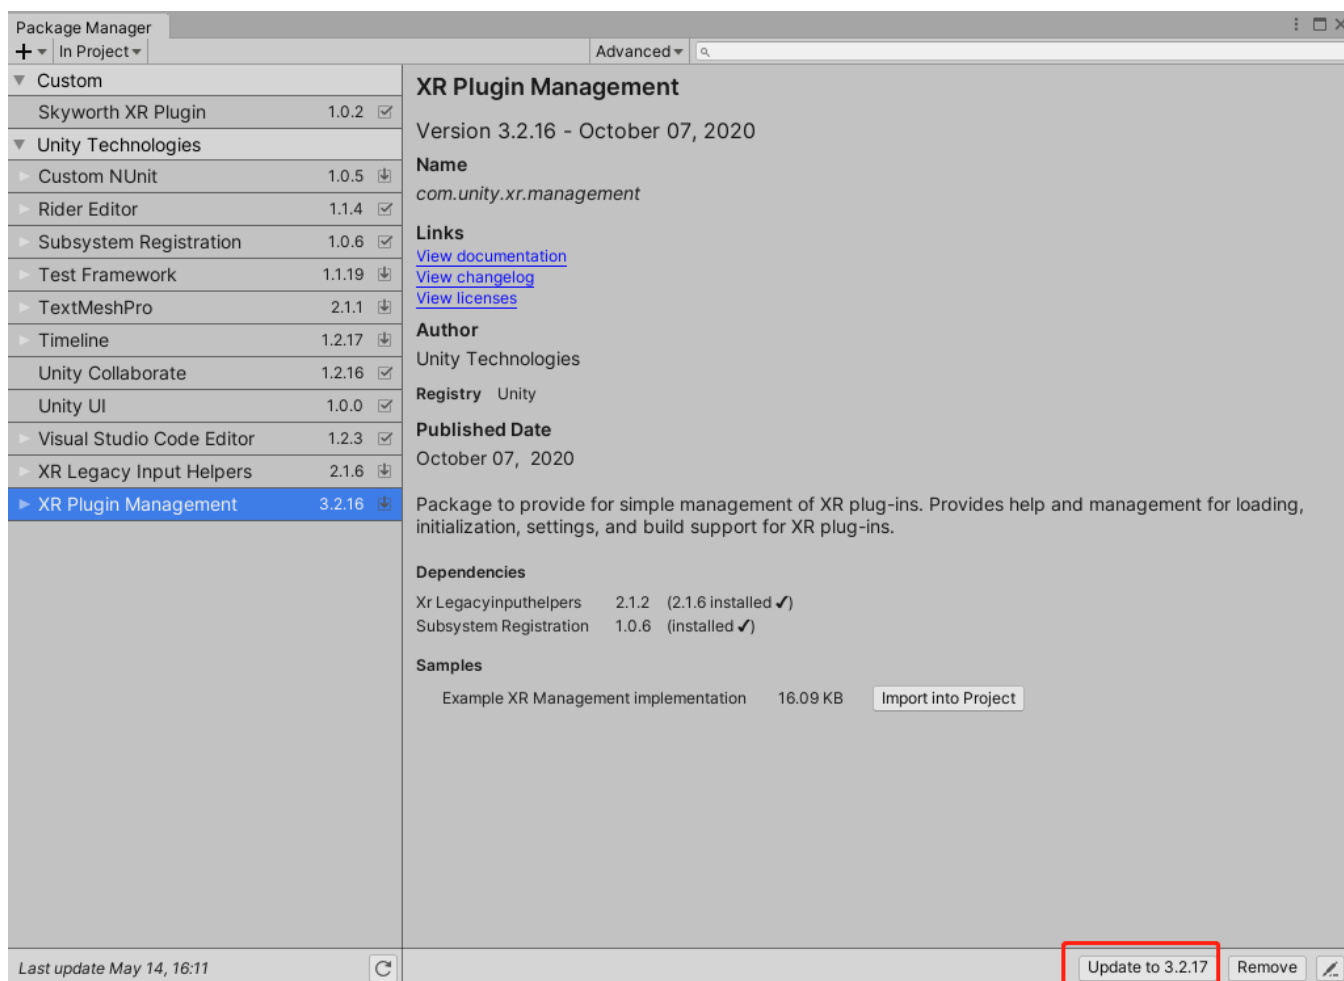 Package Manager
In Project
Advanced
Custom
Skyworth XR Plugin 1.0.2
Unity Technologies
Custom NUnit 1.0.5
Rider Editor 1.1.4
Subsystem Registration 1.0.6
Test Framework 1.1.19
TextMeshPro 2.1.1
Timeline 1.2.17
Unity Collaborate 1.2.16
Unity UI 1.0.0
Visual Studio Code Editor 1.2.3
XR Legacy Input Helpers 2.1.6
XR Plugin Management 3.2.16
Last update May 14, 16:11
XR Plugin Management
Version 3.2.16 - October 07, 2020
Name
com.unity.xr.management
Links
View documentation
View changelog
View licenses
Author
Unity Technologies
Registry Unity
Published Date
October 07, 2020
Package to provide for simple management of XR plug-ins. Provides help and management for loading,
initialization, settings, and build support for XR plug-ins.
Dependencies
Xr Legacyinputhelpers 2.1.2 (2.1.6 installed ✓)
Subsystem Registration 1.0.6 (installed ✓)
Samples
Example XR Management implementation 16.09 KB Import into Project
Update to 3.2.17 Remove